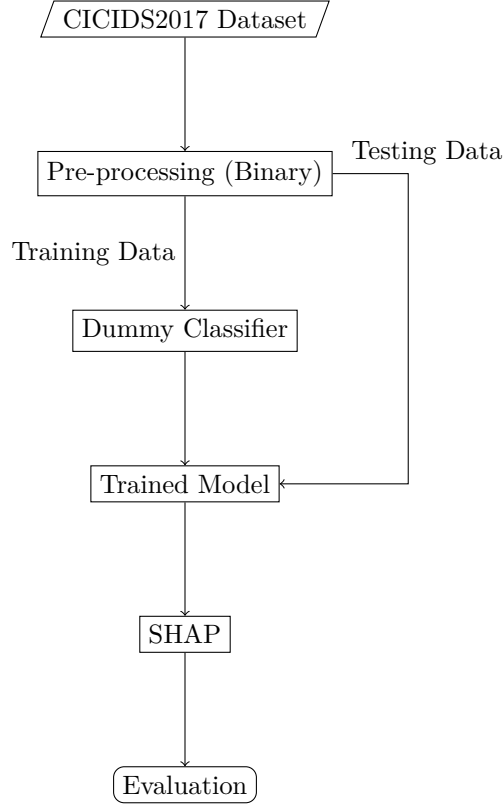 CICIDS2017 Dataset
Testing Data
Pre-processing (Binary)
Training Data
Dummy Classifier
Trained Model
SHAP
Evaluation